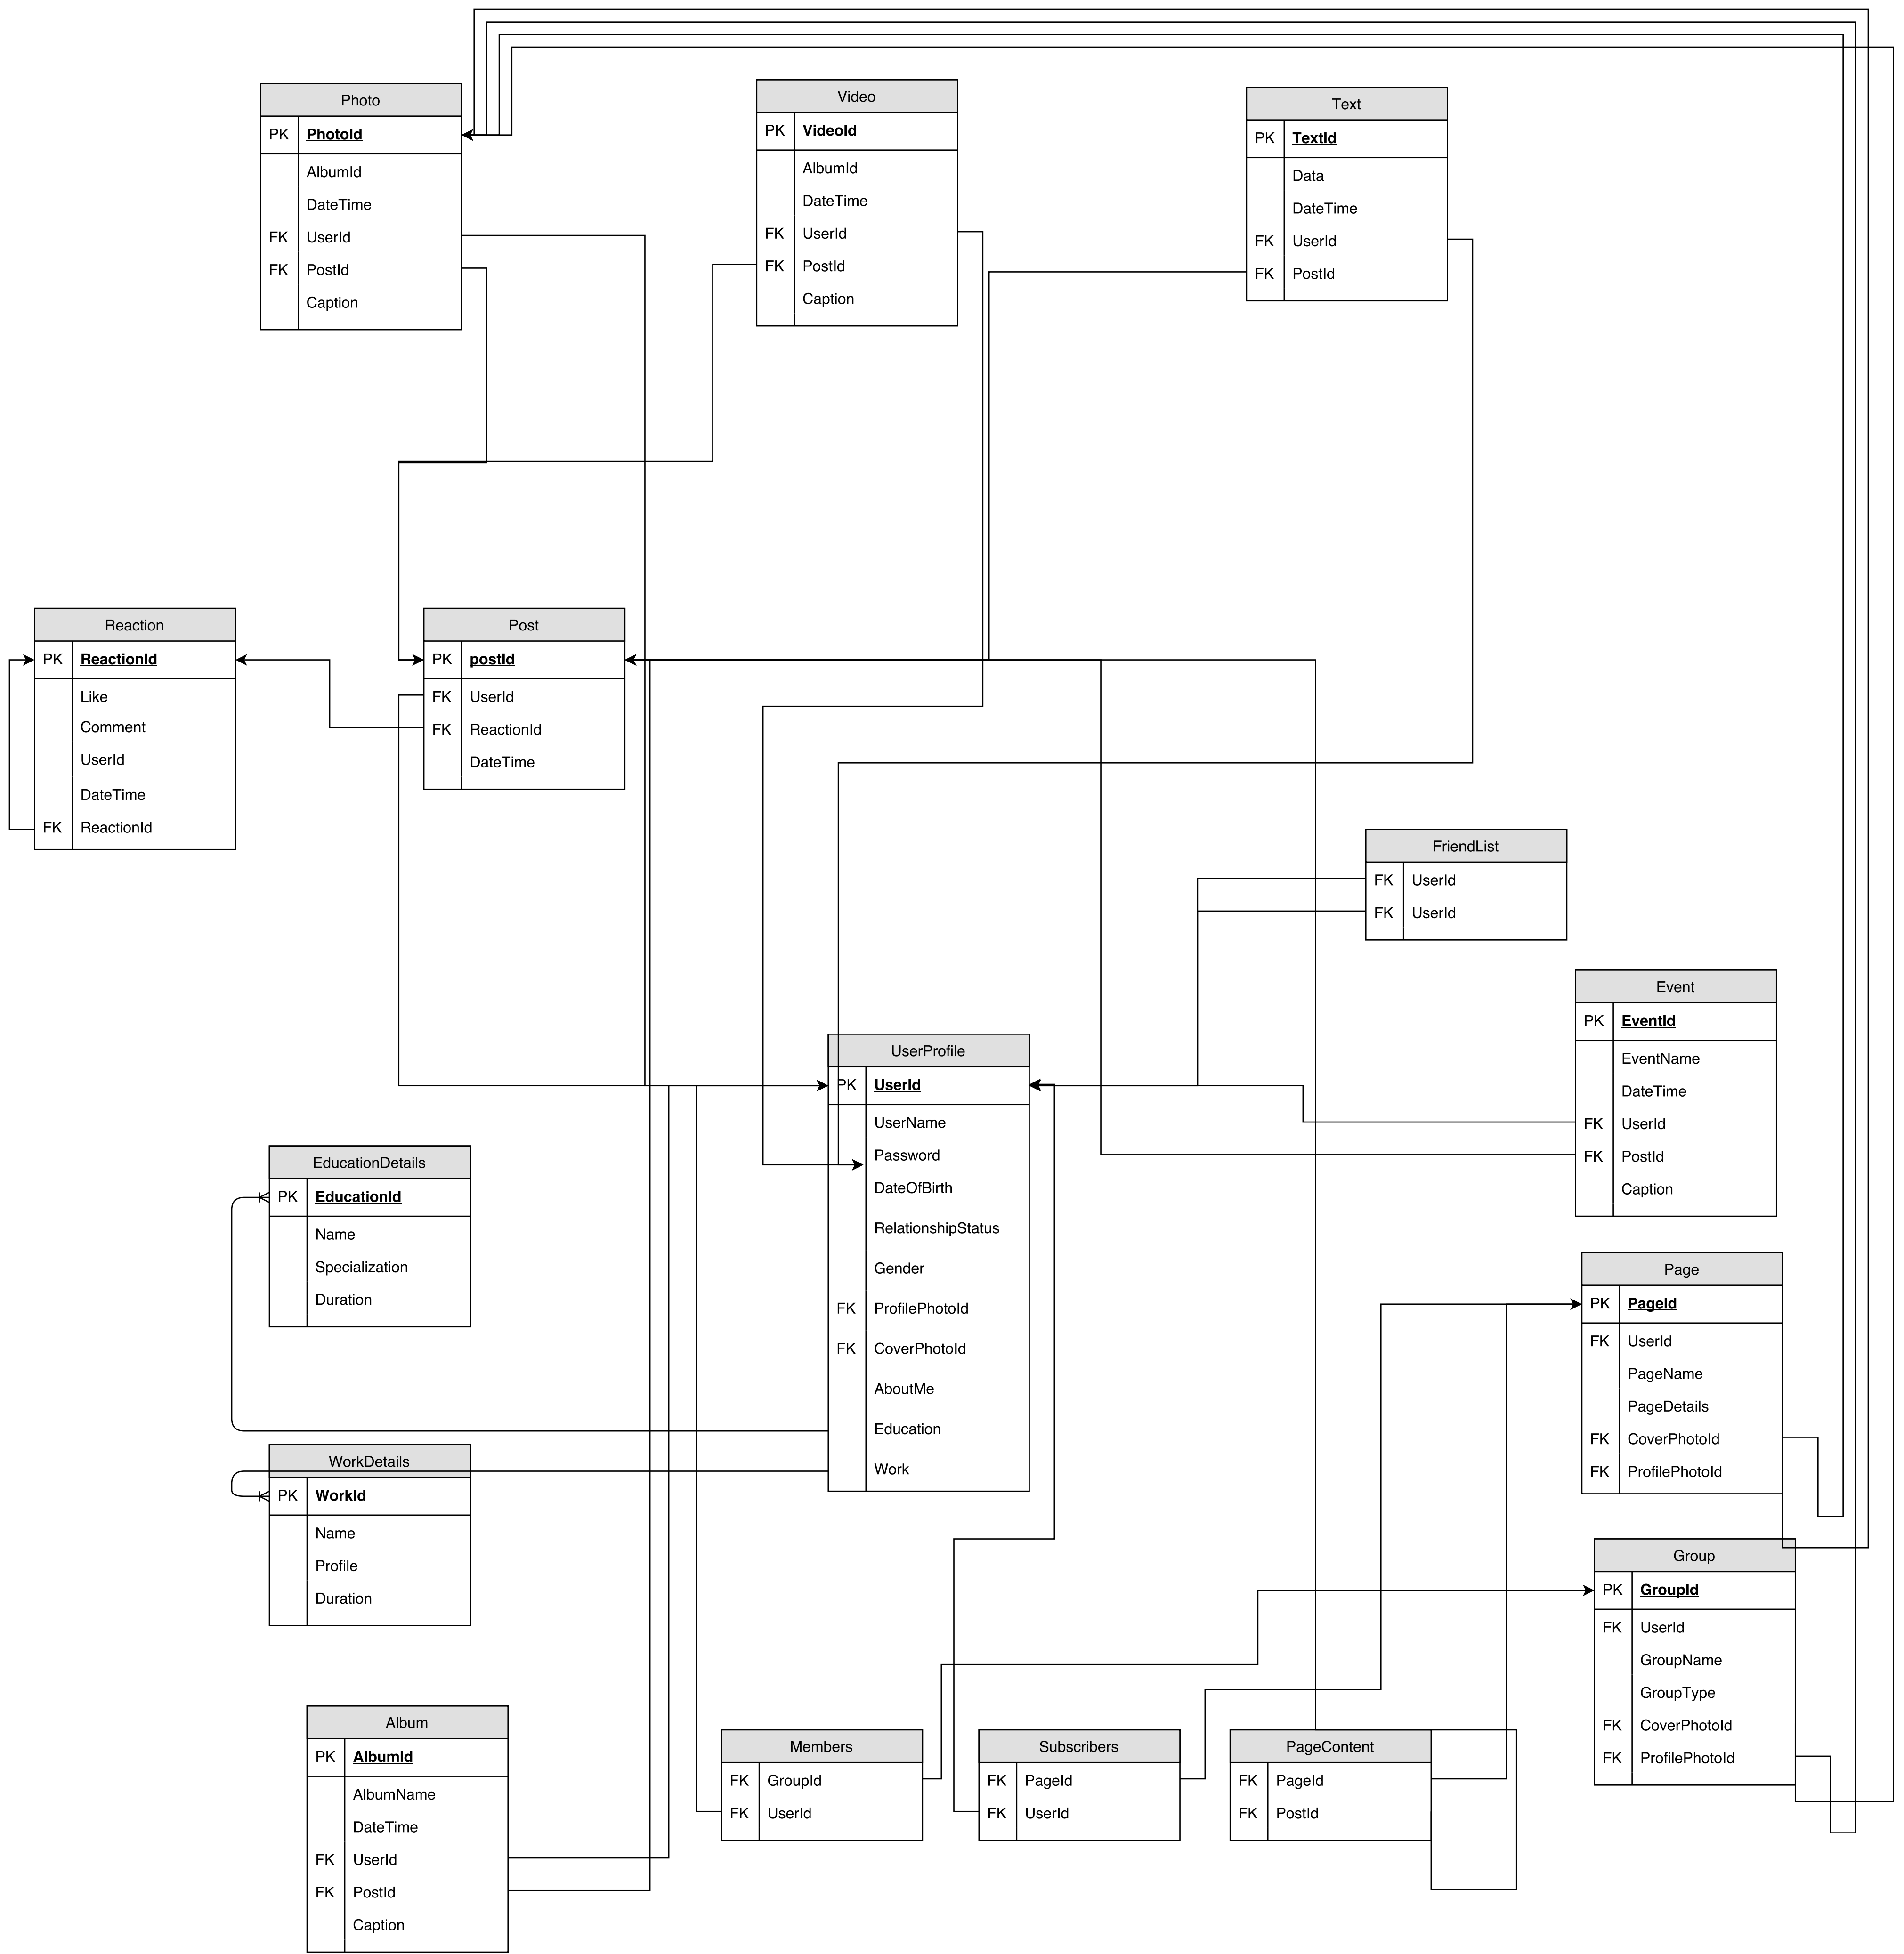 Photo
PK PhotoId
AlbumId
DateTime
FK UserId
FK PostId
Caption
Video
PK VideoId
AlbumId
DateTime
FK UserId
FK PostId
Caption
Text
PK TextId
Data
DateTime
FK UserId
FK PostId
Reaction
PK ReactionId
Like
Comment
UserId
DateTime
FK ReactionId
Post
PK postId
FK UserId
FK ReactionId
DateTime
FriendList
FK UserId
FK UserId
Event
PK EventId
EventName
DateTime
FK UserId
FK PostId
Caption
UserProfile
PK UserId
UserName
Password
DateOfBirth
RelationshipStatus
Gender
FK ProfilePhotoId
FK CoverPhotoId
AboutMe
Education
Work
EducationDetails
PK EducationId
Name
Specialization
Duration
Page
PK PageId
FK UserId
PageName
PageDetails
FK CoverPhotoId
FK ProfilePhotoId
WorkDetails
PK WorkId
Name
Profile
Duration
Group
PK GroupId
FK UserId
GroupName
GroupType
FK CoverPhotoId
FK ProfilePhotoId
Album
PK AlbumId
AlbumName
DateTime
FK UserId
FK PostId
Caption
Members
FK GroupId
FK UserId
Subscribers
FK PageId
FK UserId
PageContent
FK PageId
FK PostId